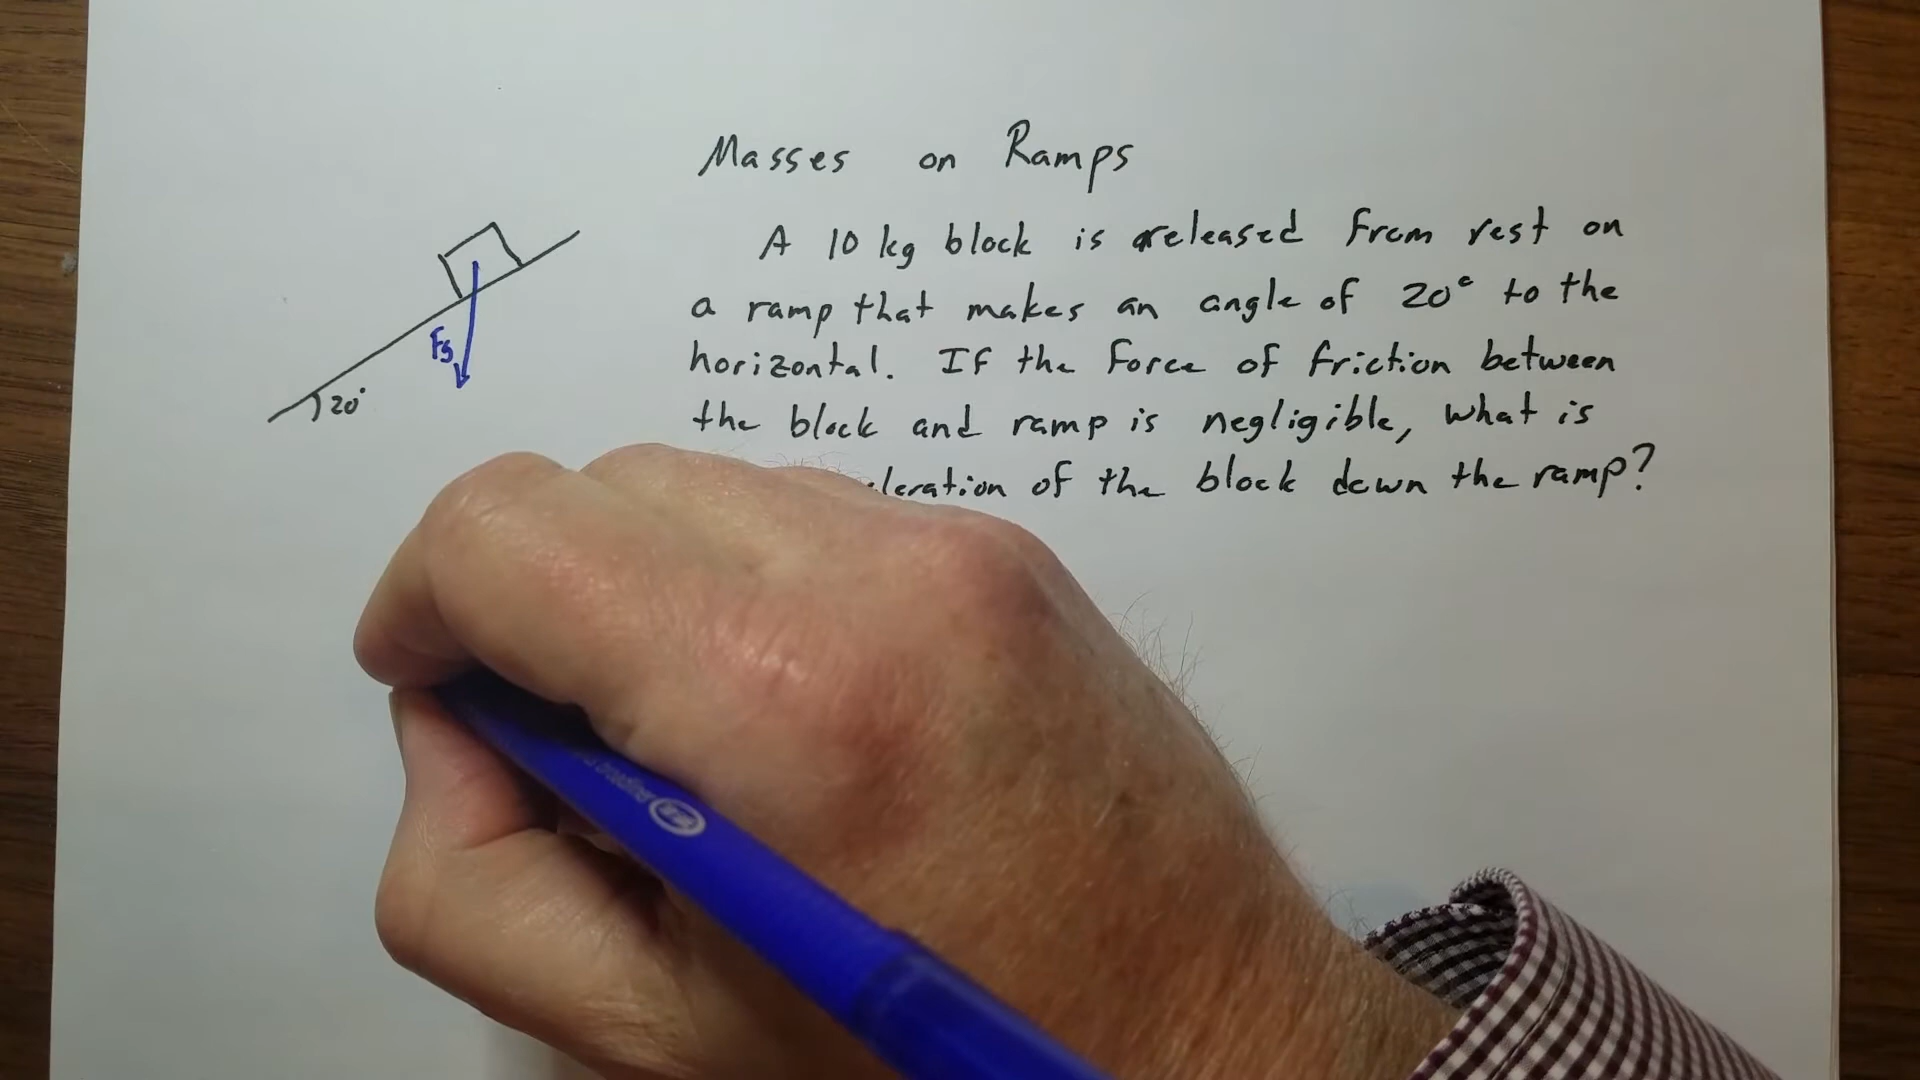 Masses on Ramps
A 10 kg block is released from rest on
a ramp that makes an angle of 20° to the
horizontal. If the force of friction between
the block and ramp is negligible, what is
leration of the block down the ramp?
Fg
20°